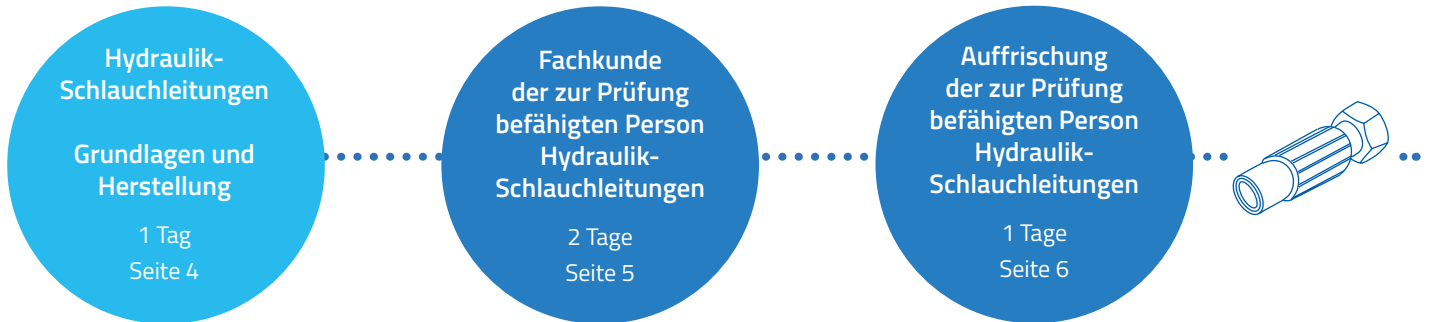 Hydraulik-
Schlauchleitungen
Grundlagen und
Herstellung
1 Tag
Seite 4
Fachkunde
der zur Prüfung
befähigten Person
Hydraulik-
Schlauchleitungen
2 Tage
Seite 5
Auffrischung
der zur Prüfung
befähigten Person
Hydraulik-
Schlauchleitungen
1 Tage
Seite 6